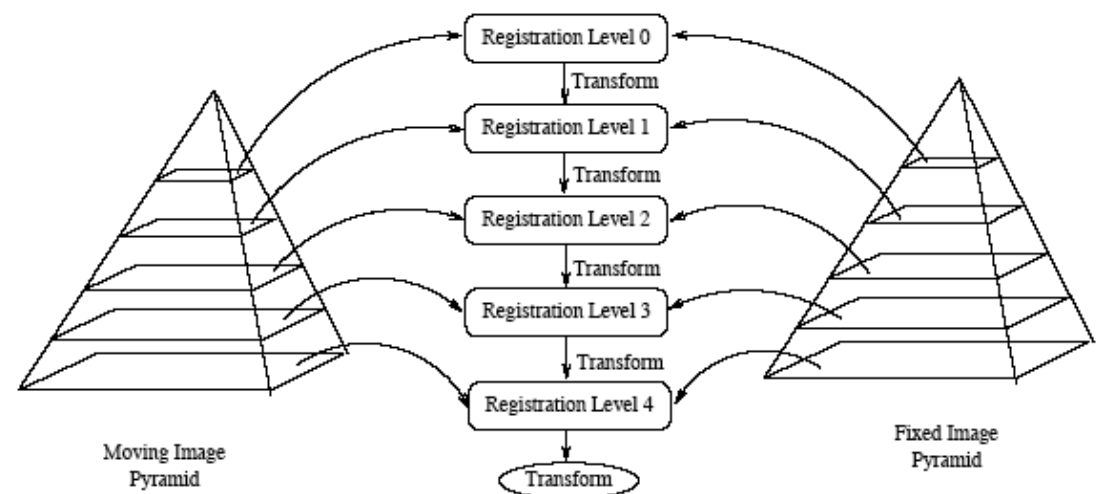 Registration Level 0
Transform
Registration Level 1
Transform
Registration Level 2
Transform
Registration Level 3
Transform
Registration Level 4
Transform
Moving Image
Pyramid
Fixed Image
Pyramid